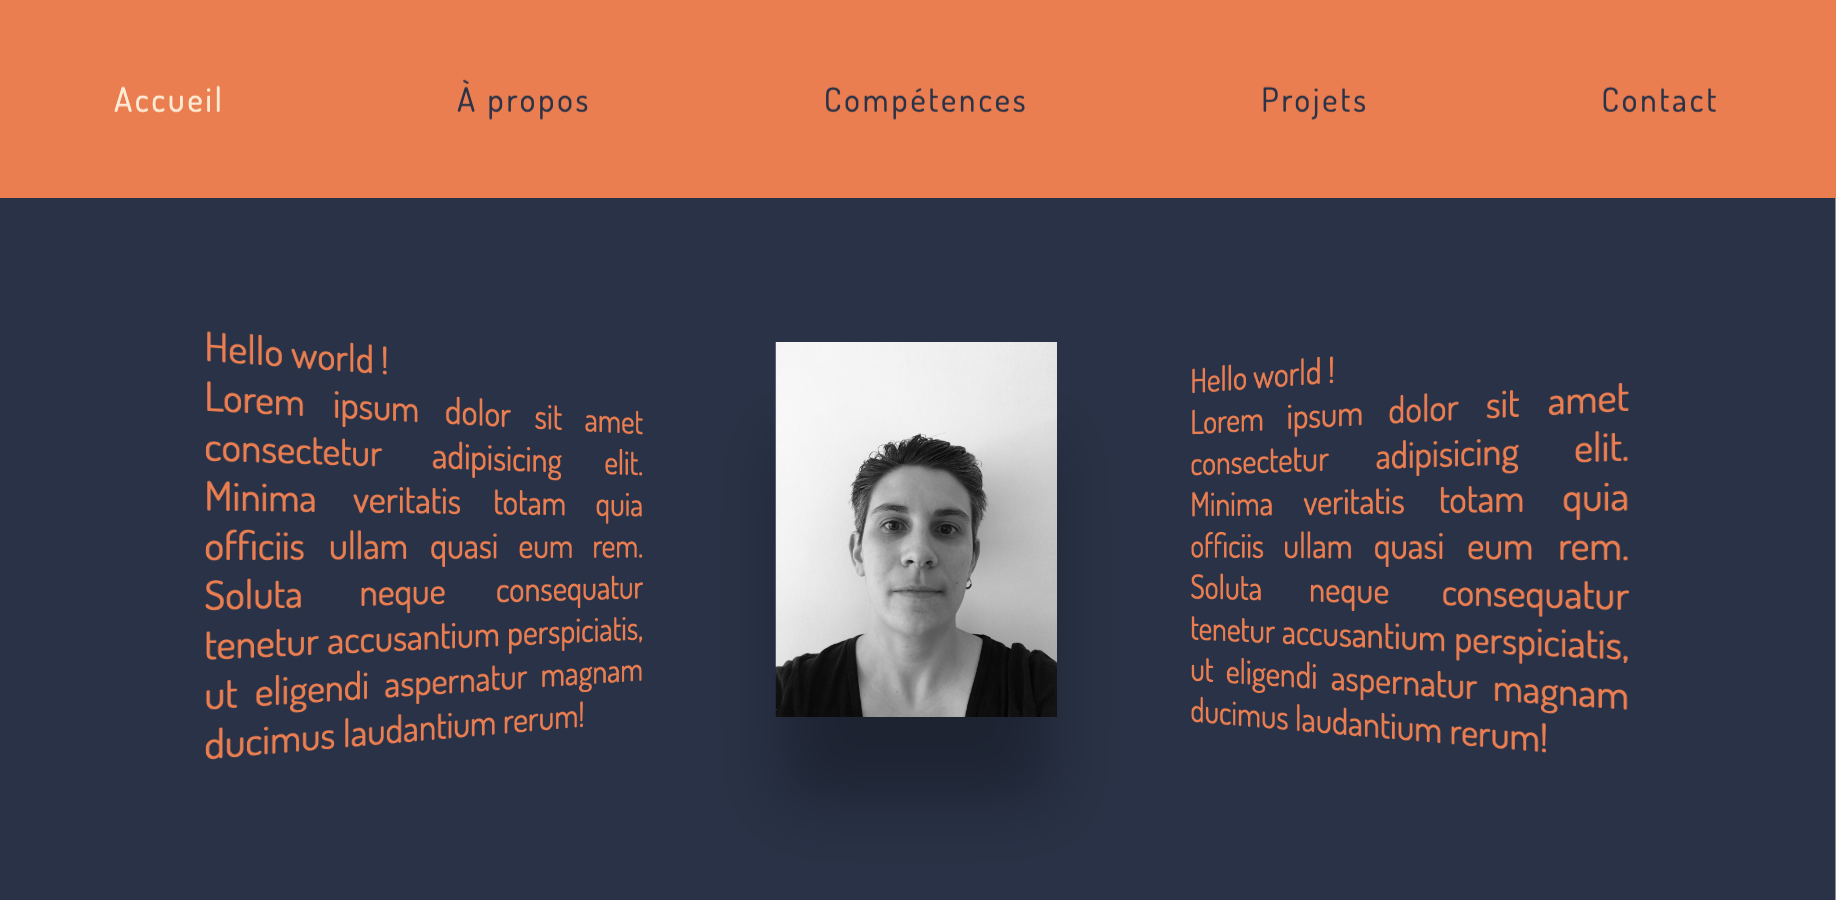 Accueil À propos Compétences Projets Contact
Hello world !
Lorem ipsum dolor sit amet
consectetur adipisicing elit.
Minima veritatis totam quia
officiis ullam quasi eum rem.
Soluta neque consequatur
tenetur accusantium perspiciatis,
ut eligendi aspernatur magnam
ducimus laudantium rerum!
Hello world !
Lorem ipsum dolor sit amet
consectetur adipisicing elit.
Minima veritatis totam quia
officiis ullam quasi eum rem.
Soluta neque consequatur
tenetur accusantium perspiciatis,
ut eligendi aspernatur magnam
ducimus laudantium rerum!